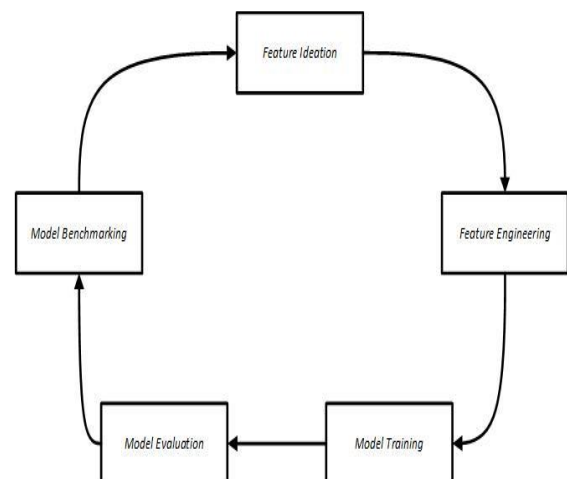 Feature Ideation
Model Benchmarking
Feature Engineering
Model Evaluation
Model Training